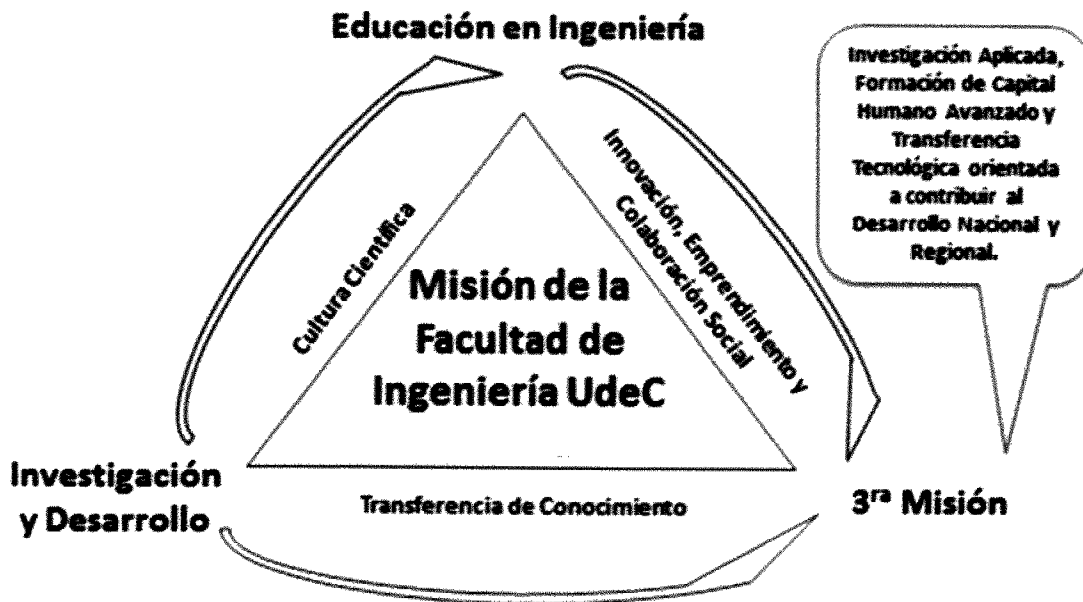 Educación en Ingeniería
Investigación Aplicada,
Formación de Capital
Humano Avanzado y
Transferencia
Tecnológica orientada
a contribuir al
Desarrollo Nacional y
Regional.
Cultura Científica
Innovación, Emprendimiento y
Colaboración Social
Misión de la
Facultad de
Ingeniería UdeC
Investigación
y Desarrollo
Transferencia de Conocimiento
3ra Misión